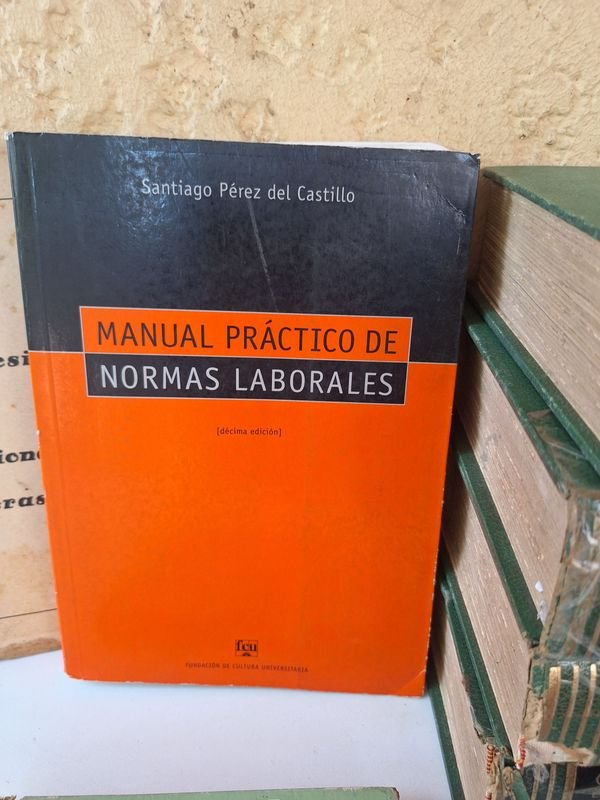 Santiago Pérez del Castillo
MANUAL PRÁCTICO DE
NORMAS LABORALES
[décima edición]
fcu
FUNDACIÓN DE CULTURA UNIVERSITARIA